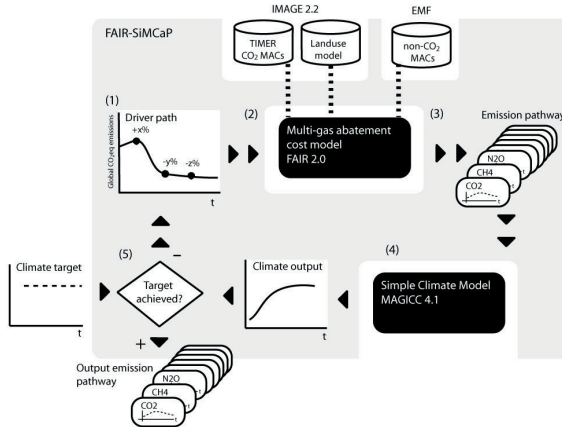 IMAGE 2.2
EMF
FAIR-SiMCaP
TIMER
CO₂ MACs
Landuse
model
non-CO₂
MACs
(1)
Driver path
Global CO₂eq emissions
+x%
-y%
-z%
t
(2)
Multi-gas abatement
cost model
FAIR 2.0
(3)
Emission pathway
N2O
CH4
CO2
t
t
(4)
Simple Climate Model
MAGICC 4.1
Climate output
t
(5)
Target
achieved?
−
+
Climate target
t
Output emission
pathway
N2O
CH4
CO2
t
t